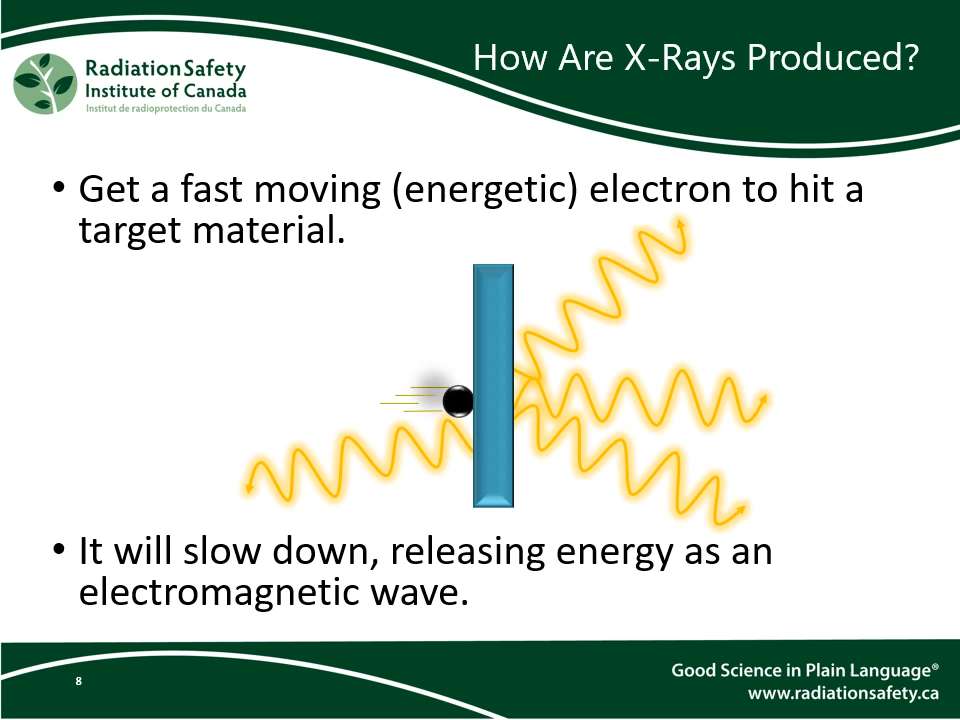 How Are X-Rays Produced?
Radiation Safety
Institute of Canada
Institut de radioprotection du Canada
• Get a fast moving (energetic) electron to hit a
target material.
• It will slow down, releasing energy as an
electromagnetic wave.
8
Good Science in Plain Language®
www.radiationsafety.ca